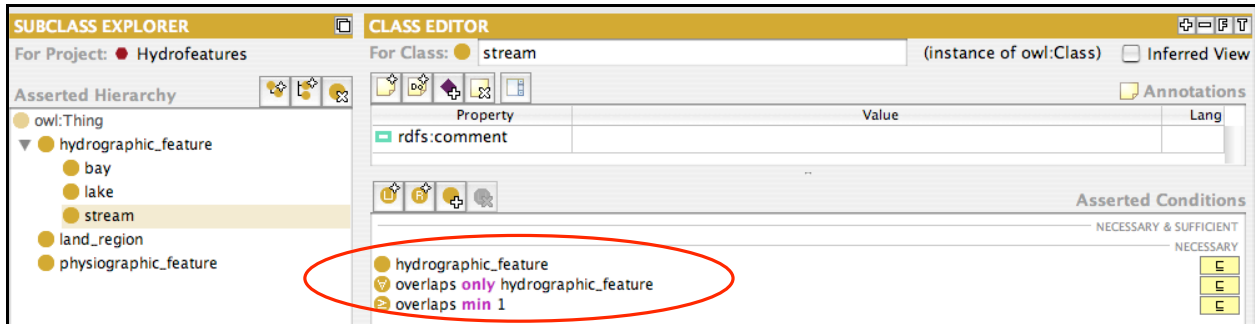 SUBCLASS EXPLORER
For Project: Hydrofeatures
Asserted Hierarchy
owl:Thing
hydrographic_feature
bay
lake
stream
land_region
physiographic_feature
CLASS EDITOR
For Class: stream (instance of owl:Class) Inferred View
Annotations
Property Value Lang
rdfs:comment
Asserted Conditions
NECESSARY & SUFFICIENT
NECESSARY
hydrographic_feature ⊑
overlaps only hydrographic_feature ⊑
overlaps min 1 ⊑